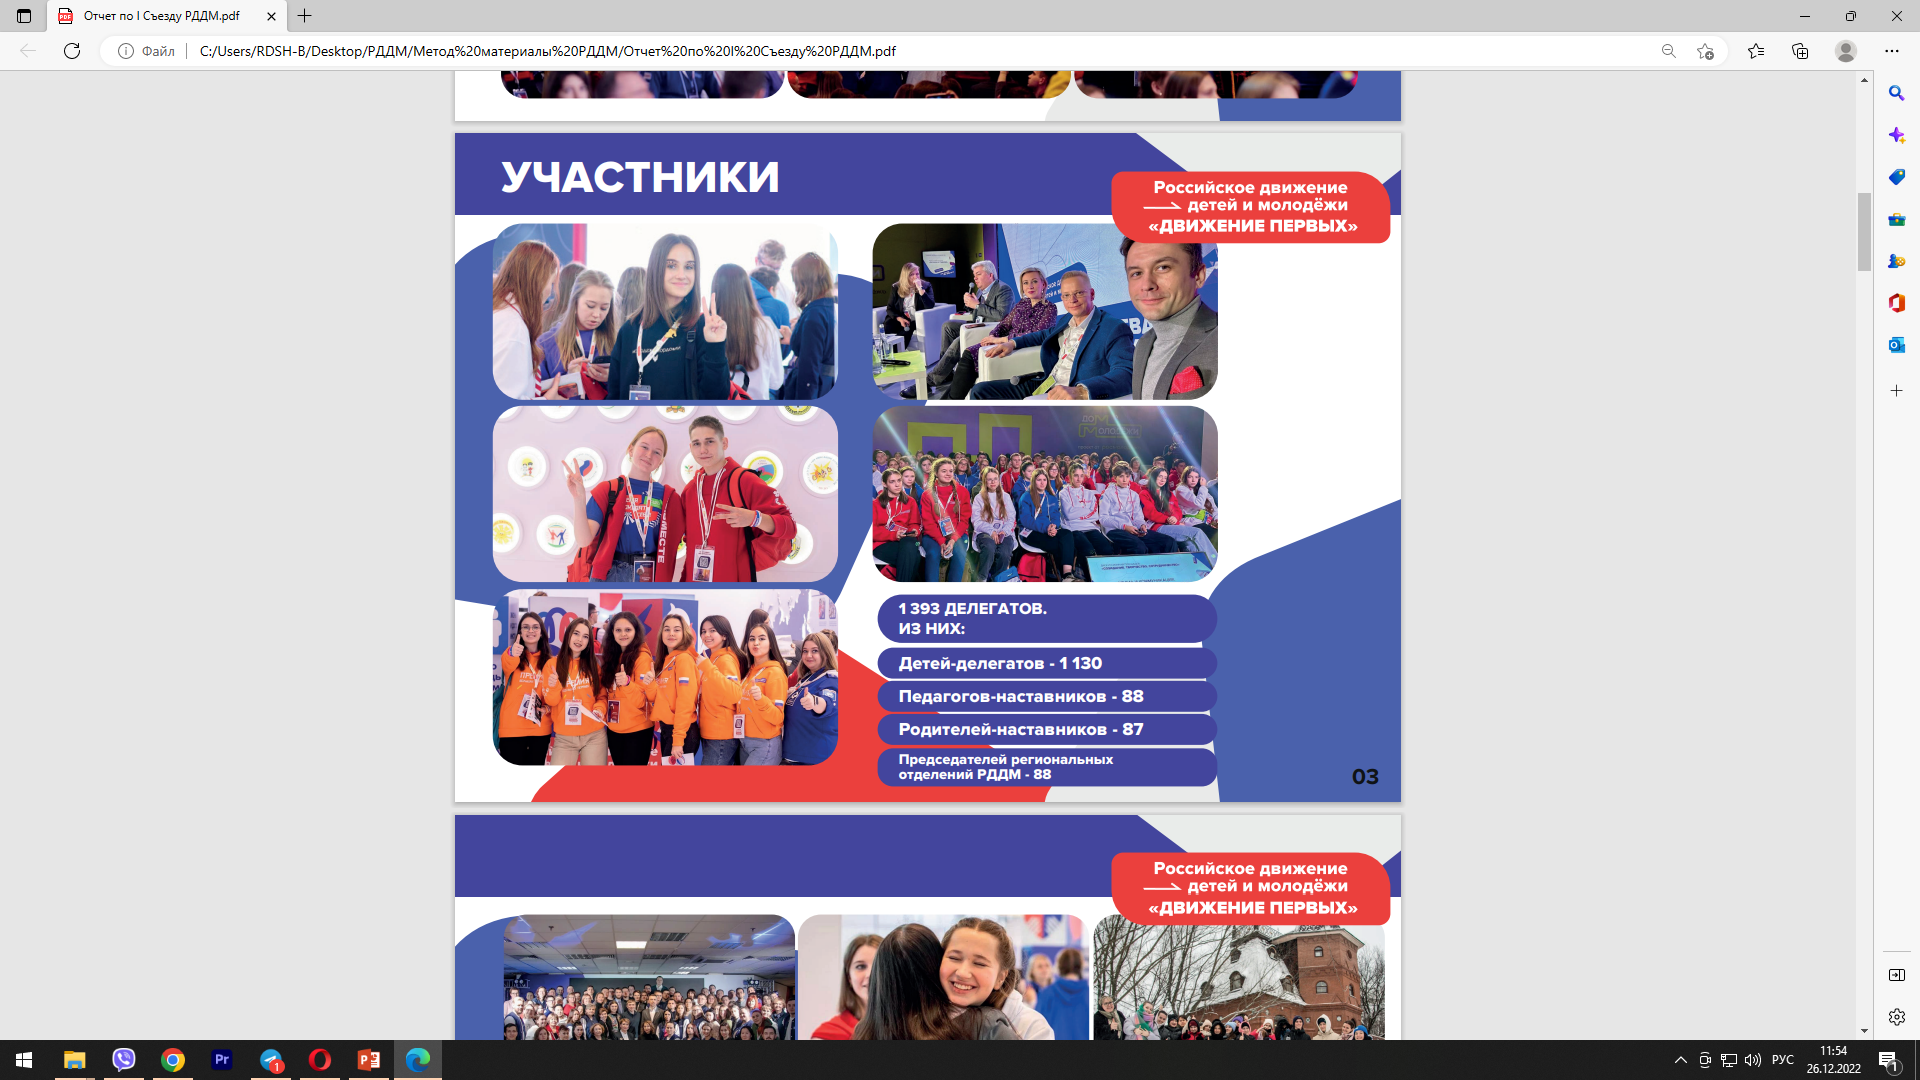 Отчет по I Съезду РДДМ.pdf
Файл
C:/Users/RDSH-B/Desktop/РДДМ/Метод%20материалы%20РДДМ/Отчет%20по%20I%20Съезду%20РДДМ.pdf
УЧАСТНИКИ
Российское движение
детей и молодёжи
«ДВИЖЕНИЕ ПЕРВЫХ»
1 393 ДЕЛЕГАТОВ.
ИЗ НИХ:
Детей-делегатов - 1 130
Педагогов-наставников - 88
Родителей-наставников - 87
Председателей региональных
отделений РДДМ - 88
03
Российское движение
детей и молодёжи
«ДВИЖЕНИЕ ПЕРВЫХ»
Pr
1
РУС
11:54
26.12.2022
1